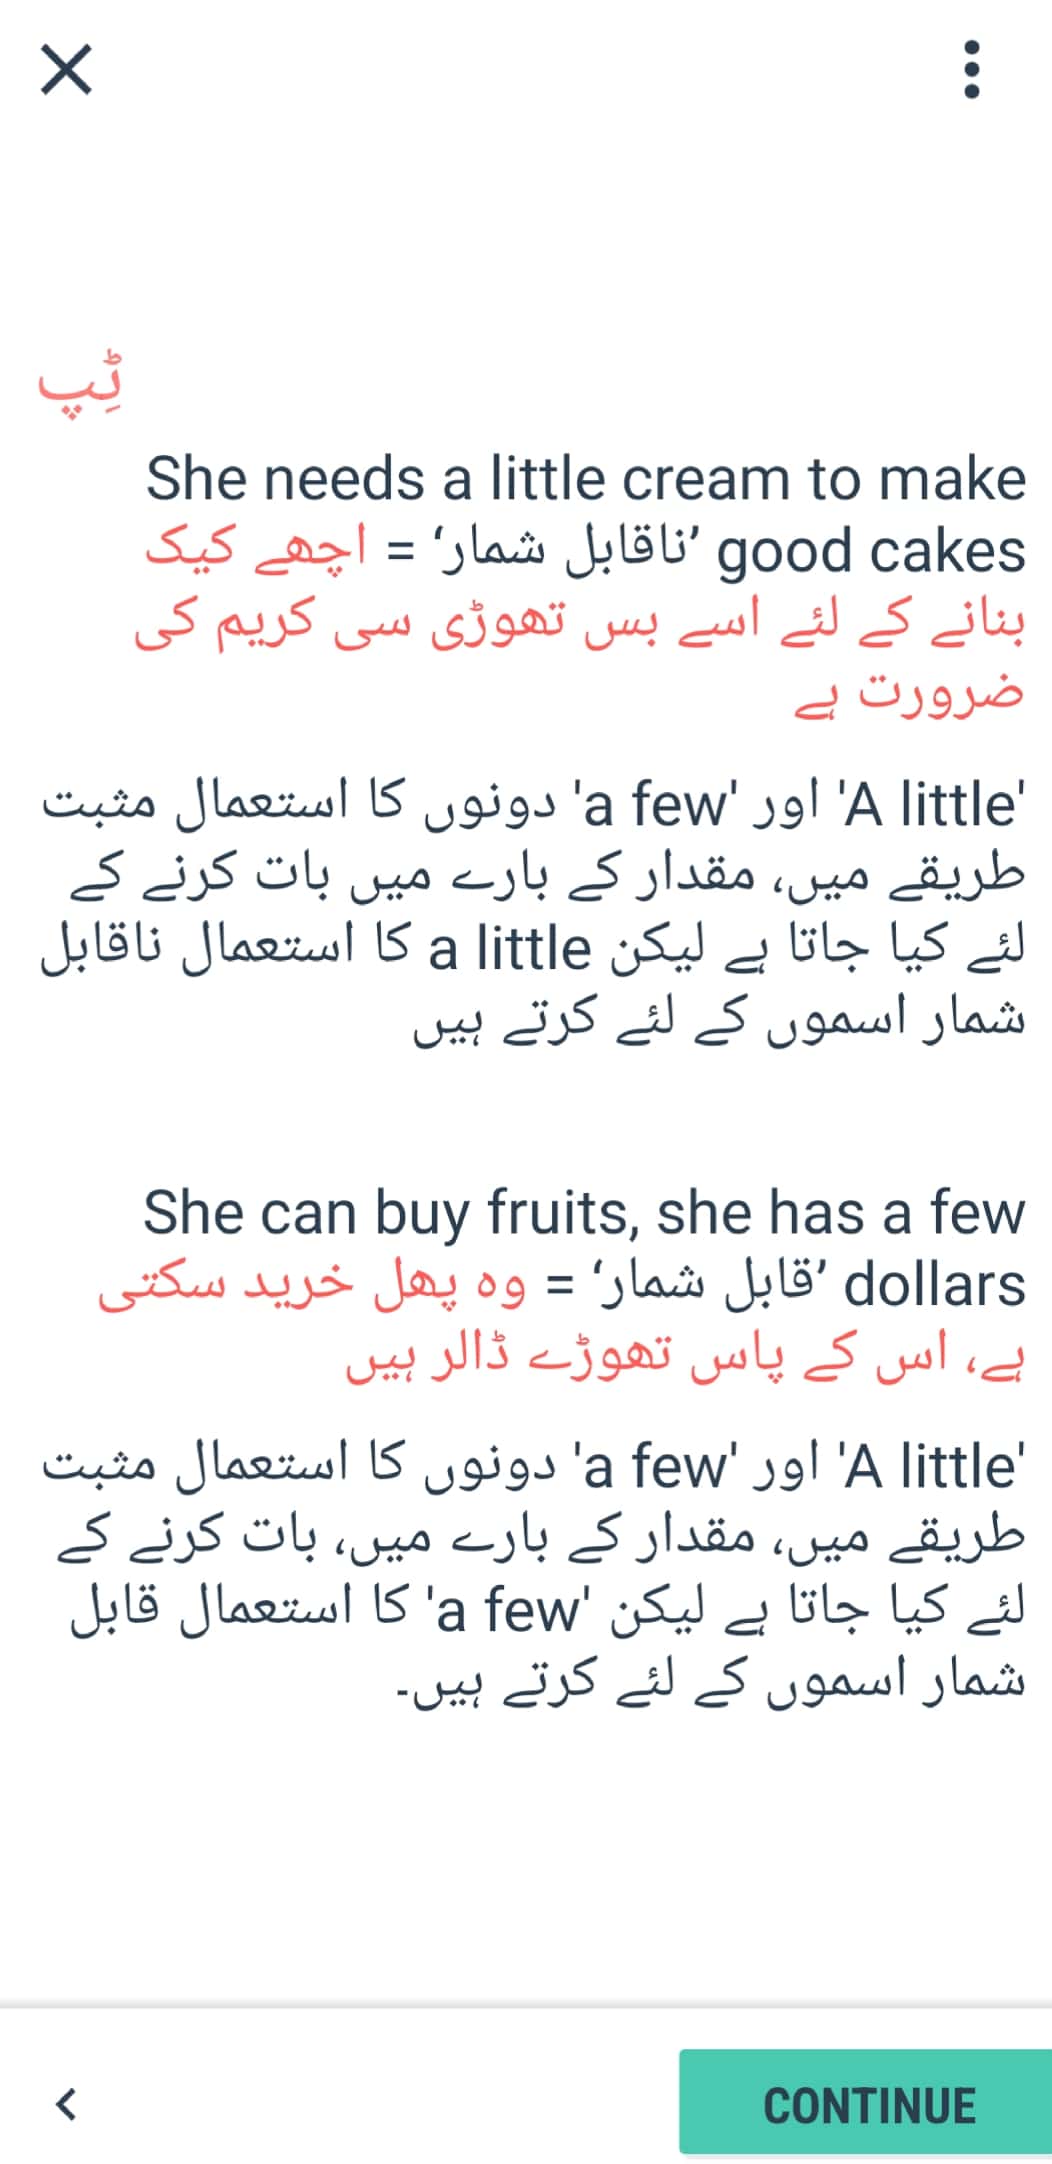 ٹِپ
She needs a little cream to make
good cakes ’ناقابل شمار‘ = اچھے کیک
بنانے کے لئے اسے بس تھوڑی سی کریم کی
ضرورت ہے
'A little' اور 'a few' دونوں کا استعمال مثبت
طریقے میں، مقدار کے بارے میں بات کرنے کے
لئے کیا جاتا ہے لیکن a little کا استعمال ناقابل
شمار اسموں کے لئے کرتے ہیں
She can buy fruits, she has a few
dollars ’قابل شمار‘ = وہ پھل خرید سکتی
ہے، اس کے پاس تھوڑے ڈالر ہیں
'A little' اور 'a few' دونوں کا استعمال مثبت
طریقے میں، مقدار کے بارے میں، بات کرنے کے
لئے کیا جاتا ہے لیکن 'a few' کا استعمال قابل
شمار اسموں کے لئے کرتے ہیں۔
CONTINUE